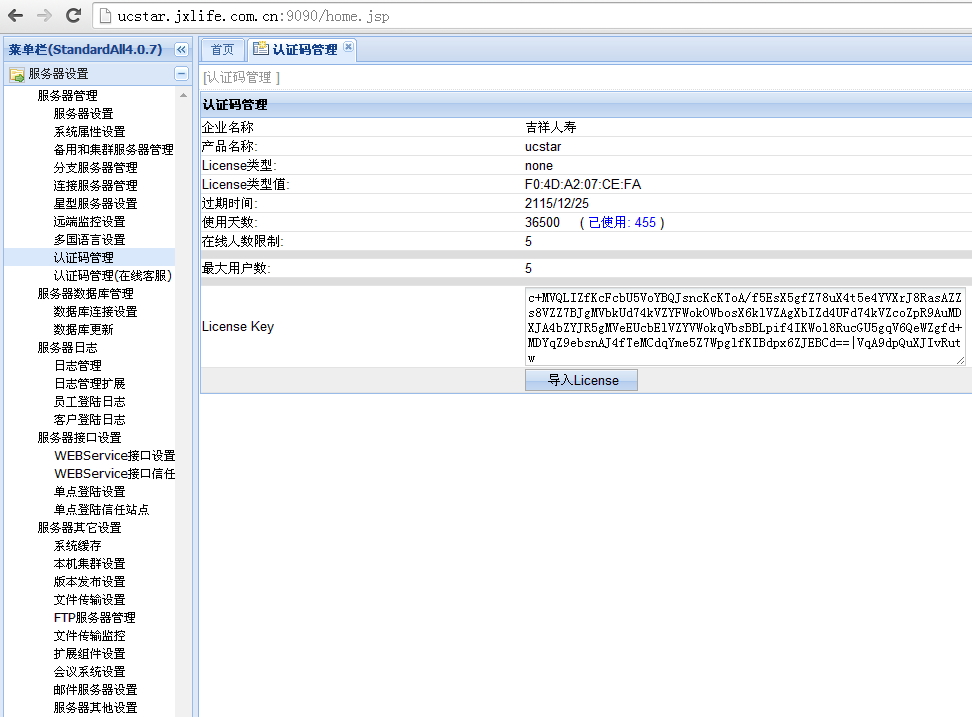 ucstar.jxlife.com.cn:9090/home.jsp
菜单栏(StandardAll4.0.7)
服务器设置
服务器管理
服务器设置
系统属性设置
备用和集群服务器管理
分支服务器管理
连接服务器管理
星型服务器设置
远端监控设置
多国语言设置
认证码管理
认证码管理(在线客服)
服务器数据库管理
数据库连接设置
数据库更新
服务器日志
日志管理
日志管理扩展
员工登陆日志
客户登陆日志
服务器接口设置
WEBService接口设置
WEBService接口信任
单点登陆设置
单点登陆信任站点
服务器其它设置
系统缓存
本机集群设置
版本发布设置
文件传输设置
FTP服务器管理
文件传输监控
扩展组件设置
会议系统设置
邮件服务器设置
服务器其他设置
首页 认证码管理
[认证码管理 ]
认证码管理
企业名称 吉祥人寿
产品名称: ucstar
License类型: none
License类型值: F0:4D:A2:07:CE:FA
过期时间: 2115/12/25
使用天数: 36500 ( 已使用: 455 )
在线人数限制: 5
最大用户数: 5
License Key
c+MVQLIZfKcFcbU5VoYBQJsncKcKToA/f5EsX5gfZ78uX4t5e4YVXrJ8RasAZZ
s8VZZ7BJgMVbkUd74kVZYFWokOWbosX6klVZAgXbIZd4UFd74kVZcoZpR9AuMD
XJA4bZYJR5gMVeEUcbElVZYVWokqVbsBBLpif4IKWol8RucGU5gqV6QeWZgfd+
MDYqZ9ebsnAJ4fTeMCdqYme5Z7WpglfKIBdpx6ZJEBCd==|VqA9dpQuXJIvRut
w
导入License